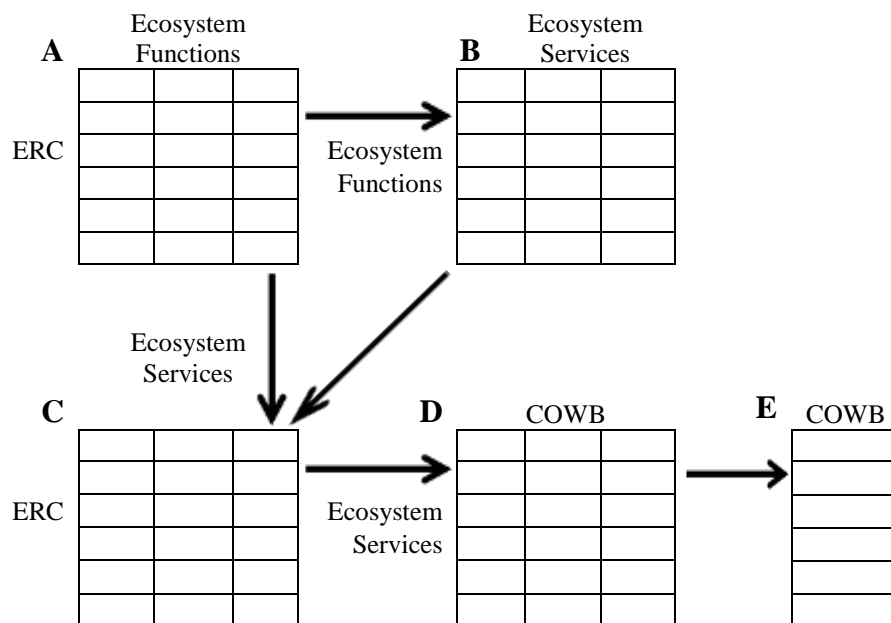 A
Ecosystem
Functions
B
Ecosystem
Services
ERC
Ecosystem
Functions
Ecosystem
Services
C
D
COWB
E
COWB
ERC
Ecosystem
Services